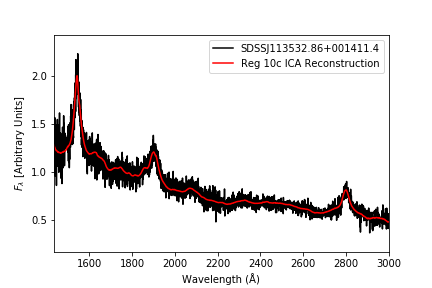 SDSSJ113532.86+001411.4
Reg 10c ICA Reconstruction
2.0
1.5
1.0
0.5
Fλ [Arbitrary Units]
1600 1800 2000 2200 2400 2600 2800 3000
Wavelength (Å)